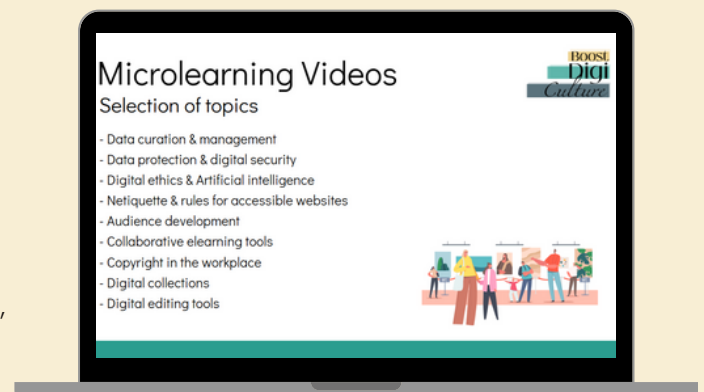 Microlearning Videos
Selection of topics
Boost
Digi
Culture
- Data curation & management
- Data protection & digital security
- Digital ethics & Artificial intelligence
- Netiquette & rules for accessible websites
- Audience development
- Collaborative elearning tools
- Copyright in the workplace
- Digital collections
- Digital editing tools
,